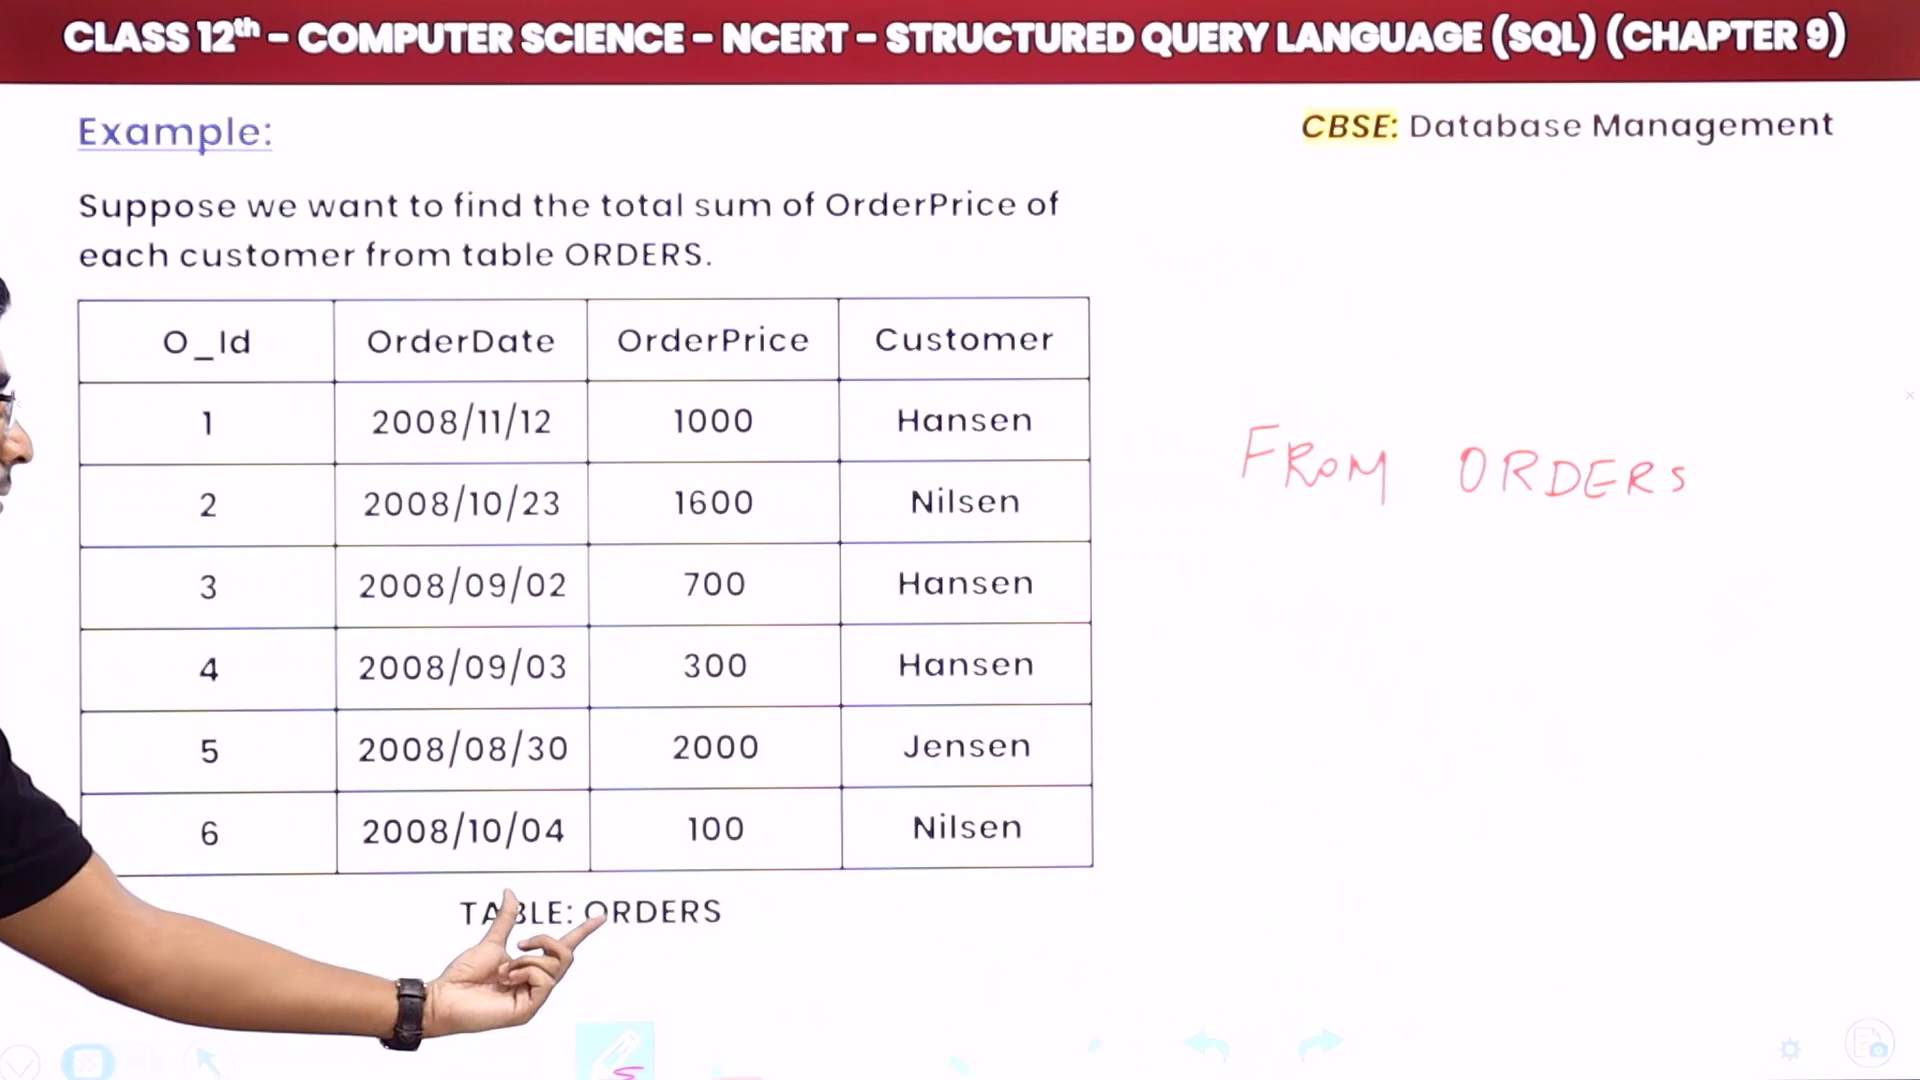 CLASS 12th – COMPUTER SCIENCE – NCERT – STRUCTURED QUERY LANGUAGE (SQL) (CHAPTER 9)
Example:
CBSE: Database Management
Suppose we want to find the total sum of OrderPrice of
each customer from table ORDERS.
O_Id OrderDate OrderPrice Customer
1 2008/11/12 1000 Hansen
2 2008/10/23 1600 Nilsen
3 2008/09/02 700 Hansen
4 2008/09/03 300 Hansen
5 2008/08/30 2000 Jensen
6 2008/10/04 100 Nilsen
FROM ORDERS
TABLE: ORDERS